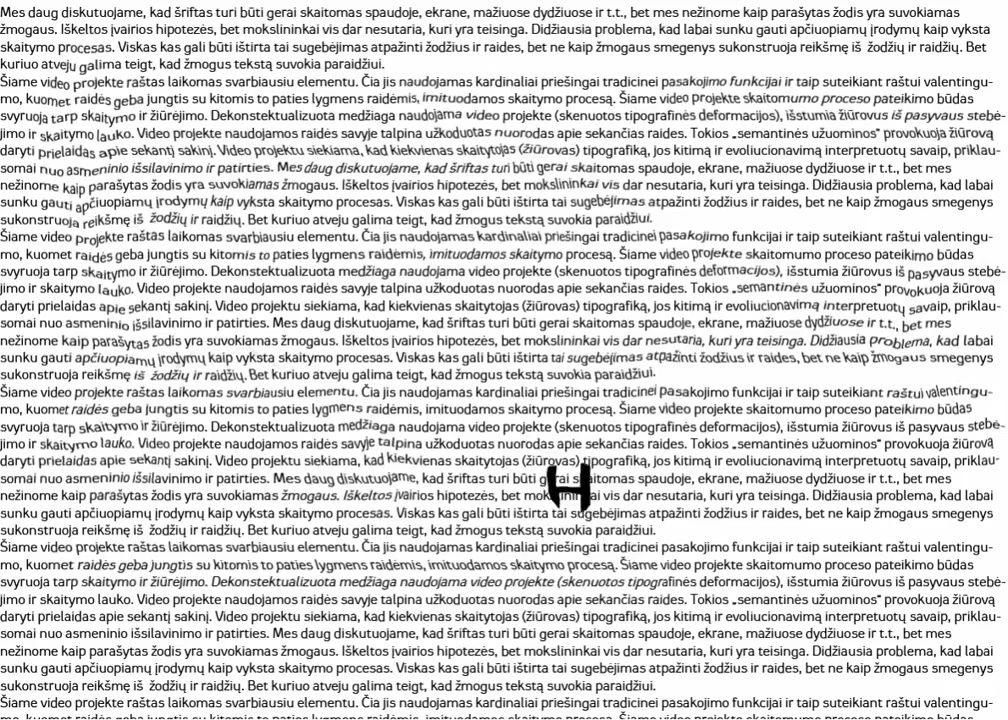 Mes daug diskutuojame, kad šriftas turi būti gerai skaitomas spaudoje, ekrane, mažiuose dydžiuose ir t.t., bet mes nežinome kaip parašytas žodis yra suvokiamas
žmogaus. Iškeltos įvairios hipotezės, bet mokslininkai vis dar nesutaria, kuri yra teisinga. Didžiausia problema, kad labai sunku gauti apčiuopiamų įrodymų kaip vyksta
skaitymo procesas. Viskas kas gali būti ištirta tai sugebėjimas atpažinti žodžius ir raides, bet ne kaip žmogaus smegenys sukonstruoja reikšmę iš žodžių ir raidžių. Bet
kuriuo atveju galima teigt, kad žmogus tekstą suvokia paraidžiui.
Šiame video projekte raštas laikomas svarbiausiu elementu. Čia jis naudojamas kardinaliai priešingai tradicinei pasakojimo funkcijai ir taip suteikiant raštui valentingu-
mo, kuomet raidės geba jungtis su kitomis to paties lygmens raidėmis, imituodamos skaitymo procesą. Šiame video projekte skaitomumo proceso pateikimo būdas
svyruoja tarp skaitymo ir žiūrėjimo. Dekonstektualizuota medžiaga naudojama video projekte (skenuotos tipografinės deformacijos), išstumia žiūrovus iš pasyvaus stebė-
jimo ir skaitymo lauko. Video projekte naudojamos raidės savyje talpina užkoduotas nuorodas apie sekančias raides. Tokios „semantinės užuominos“ provokuoja žiūrovą
daryti prielaidas apie sekantį sakinį. Video projektu siekiama, kad kiekvienas skaitytojas (žiūrovas) tipografiką, jos kitimą ir evoliucionavimą interpretuotų savaip, priklau-
somai nuo asmeninio išsilavinimo ir patirties. Mes daug diskutuojame, kad šriftas turi būti gerai skaitomas spaudoje, ekrane, mažiuose dydžiuose ir t.t., bet mes
nežinome kaip parašytas žodis yra suvokiamas žmogaus. Iškeltos įvairios hipotezės, bet mokslininkai vis dar nesutaria, kuri yra teisinga. Didžiausia problema, kad labai
sunku gauti apčiuopiamų įrodymų kaip vyksta skaitymo procesas. Viskas kas gali būti ištirta tai sugebėjimas atpažinti žodžius ir raides, bet ne kaip žmogaus smegenys
sukonstruoja reikšmę iš žodžių ir raidžių. Bet kuriuo atveju galima teigt, kad žmogus tekstą suvokia paraidžiui.
Šiame video projekte raštas laikomas svarbiausiu elementu. Čia jis naudojamas kardinaliai priešingai tradicinei pasakojimo funkcijai ir taip suteikiant raštui valentingu-
mo, kuomet raidės geba jungtis su kitomis to paties lygmens raidėmis, imituodamos skaitymo procesą. Šiame video projekte skaitomumo proceso pateikimo būdas
svyruoja tarp skaitymo ir žiūrėjimo. Dekonstektualizuota medžiaga naudojama video projekte (skenuotos tipografinės deformacijos), išstumia žiūrovus iš pasyvaus stebė-
jimo ir skaitymo lauko. Video projekte naudojamos raidės savyje talpina užkoduotas nuorodas apie sekančias raides. Tokios „semantinės užuominos“ provokuoja žiūrovą
daryti prielaidas apie sekantį sakinį. Video projektu siekiama, kad kiekvienas skaitytojas (žiūrovas) tipografiką, jos kitimą ir evoliucionavimą interpretuotų savaip, priklau-
somai nuo asmeninio išsilavinimo ir patirties. Mes daug diskutuojame, kad šriftas turi būti gerai skaitomas spaudoje, ekrane, mažiuose dydžiuose ir t.t., bet mes
nežinome kaip parašytas žodis yra suvokiamas žmogaus. Iškeltos įvairios hipotezės, bet mokslininkai vis dar nesutaria, kuri yra teisinga. Didžiausia problema, kad labai
sunku gauti apčiuopiamų įrodymų kaip vyksta skaitymo procesas. Viskas kas gali būti ištirta tai sugebėjimas atpažinti žodžius ir raides, bet ne kaip žmogaus smegenys
sukonstruoja reikšmę iš žodžių ir raidžių. Bet kuriuo atveju galima teigt, kad žmogus tekstą suvokia paraidžiui.
Šiame video projekte raštas laikomas svarbiausiu elementu. Čia jis naudojamas kardinaliai priešingai tradicinei pasakojimo funkcijai ir taip suteikiant raštui valentingu-
mo, kuomet raidės geba jungtis su kitomis to paties lygmens raidėmis, imituodamos skaitymo procesą. Šiame video projekte skaitomumo proceso pateikimo būdas
svyruoja tarp skaitymo ir žiūrėjimo. Dekonstektualizuota medžiaga naudojama video projekte (skenuotos tipografinės deformacijos), išstumia žiūrovus iš pasyvaus stebė-
jimo ir skaitymo lauko. Video projekte naudojamos raidės savyje talpina užkoduotas nuorodas apie sekančias raides. Tokios „semantinės užuominos“ provokuoja žiūrovą
daryti prielaidas apie sekantį sakinį. Video projektu siekiama, kad kiekvienas skaitytojas (žiūrovas) tipografiką, jos kitimą ir evoliucionavimą interpretuotų savaip, priklau-
somai nuo asmeninio išsilavinimo ir patirties. Mes daug diskutuojame, kad šriftas turi būti gerai skaitomas spaudoje, ekrane, mažiuose dydžiuose ir t.t., bet mes
H
nežinome kaip parašytas žodis yra suvokiamas žmogaus. Iškeltos įvairios hipotezės, bet mokslininkai vis dar nesutaria, kuri yra teisinga. Didžiausia problema, kad labai
sunku gauti apčiuopiamų įrodymų kaip vyksta skaitymo procesas. Viskas kas gali būti ištirta tai sugebėjimas atpažinti žodžius ir raides, bet ne kaip žmogaus smegenys
sukonstruoja reikšmę iš žodžių ir raidžių. Bet kuriuo atveju galima teigt, kad žmogus tekstą suvokia paraidžiui.
Šiame video projekte raštas laikomas svarbiausiu elementu. Čia jis naudojamas kardinaliai priešingai tradicinei pasakojimo funkcijai ir taip suteikiant raštui valentingu-
mo, kuomet raidės geba jungtis su kitomis to paties lygmens raidėmis, imituodamos skaitymo procesą. Šiame video projekte skaitomumo proceso pateikimo būdas
svyruoja tarp skaitymo ir žiūrėjimo. Dekonstektualizuota medžiaga naudojama video projekte (skenuotos tipografinės deformacijos), išstumia žiūrovus iš pasyvaus stebė-
jimo ir skaitymo lauko. Video projekte naudojamos raidės savyje talpina užkoduotas nuorodas apie sekančias raides. Tokios „semantinės užuominos“ provokuoja žiūrovą
daryti prielaidas apie sekantį sakinį. Video projektu siekiama, kad kiekvienas skaitytojas (žiūrovas) tipografiką, jos kitimą ir evoliucionavimą interpretuotų savaip, priklau-
somai nuo asmeninio išsilavinimo ir patirties. Mes daug diskutuojame, kad šriftas turi būti gerai skaitomas spaudoje, ekrane, mažiuose dydžiuose ir t.t., bet mes
nežinome kaip parašytas žodis yra suvokiamas žmogaus. Iškeltos įvairios hipotezės, bet mokslininkai vis dar nesutaria, kuri yra teisinga. Didžiausia problema, kad labai
sunku gauti apčiuopiamų įrodymų kaip vyksta skaitymo procesas. Viskas kas gali būti ištirta tai sugebėjimas atpažinti žodžius ir raides, bet ne kaip žmogaus smegenys
sukonstruoja reikšmę iš žodžių ir raidžių. Bet kuriuo atveju galima teigt, kad žmogus tekstą suvokia paraidžiui.
Šiame video projekte raštas laikomas svarbiausiu elementu. Čia jis naudojamas kardinaliai priešingai tradicinei pasakojimo funkcijai ir taip suteikiant raštui valentingu-